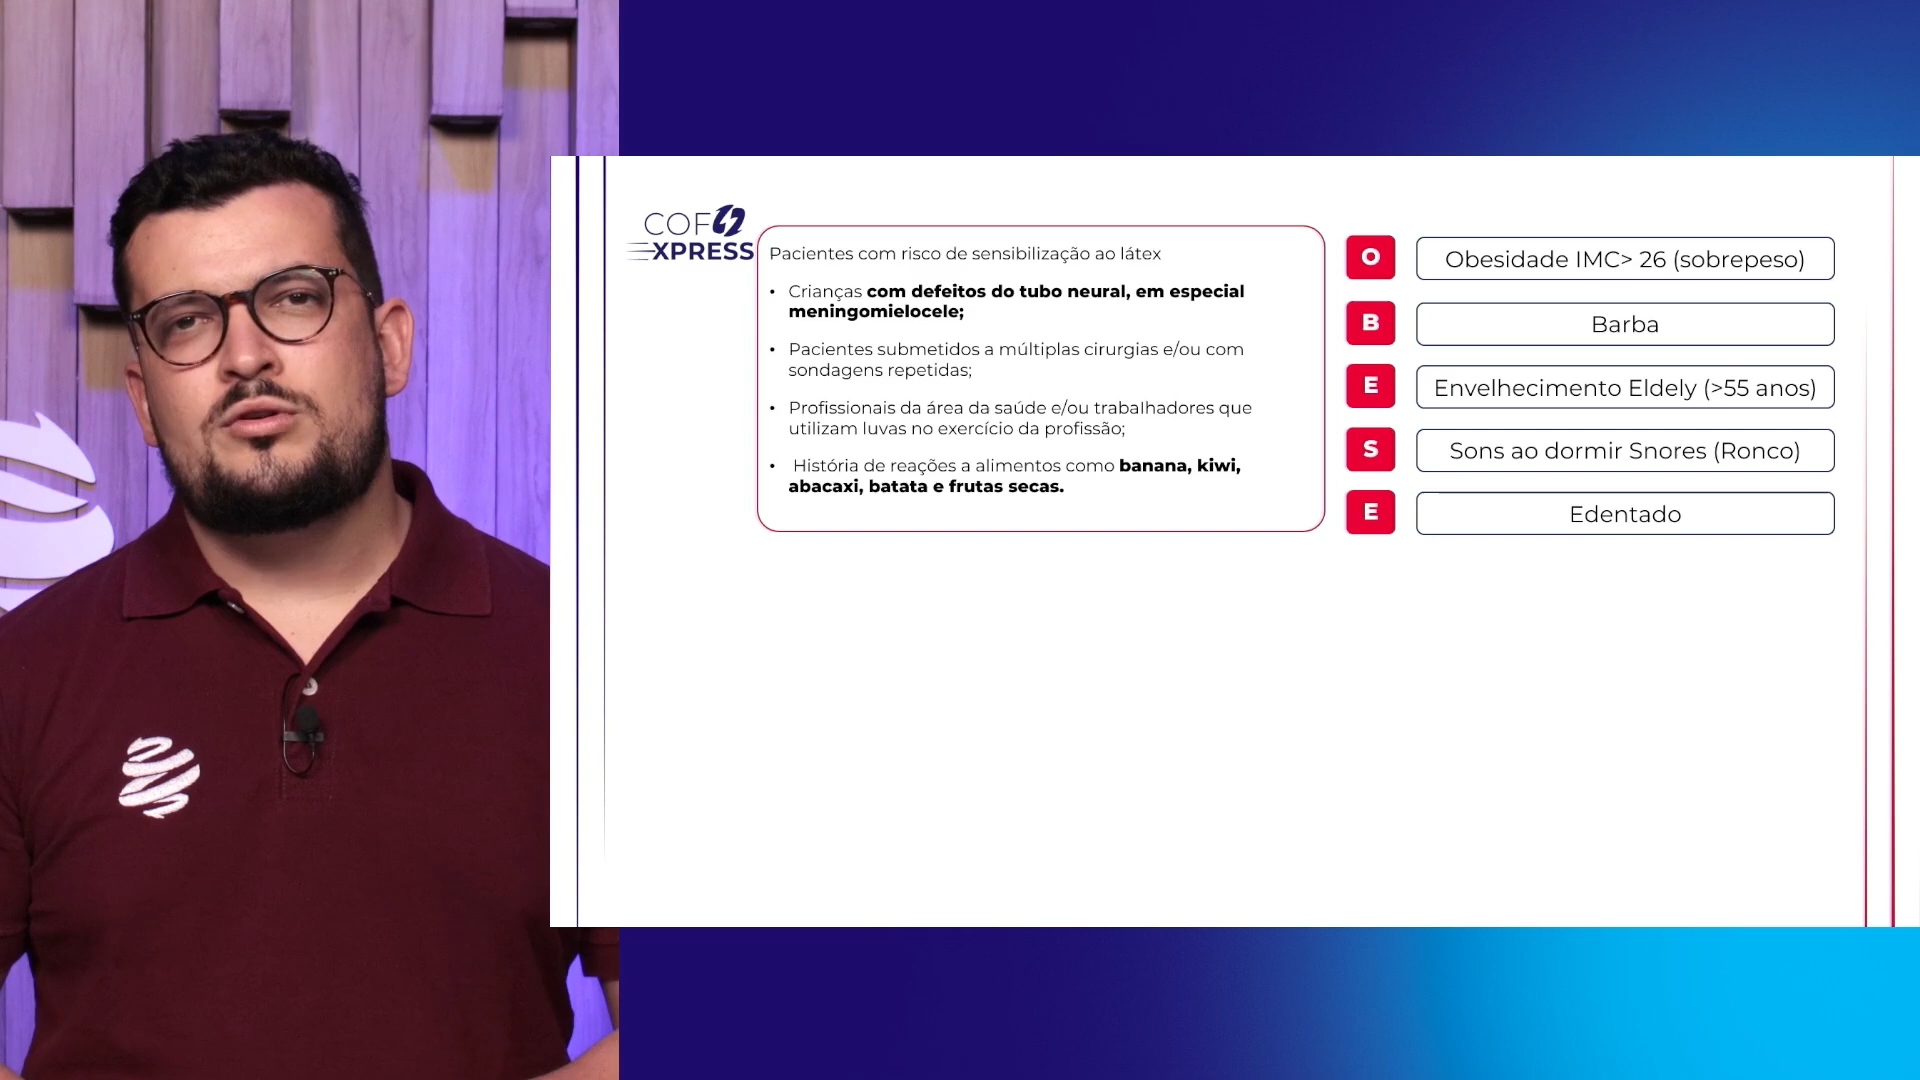 COF
XPRESS
Pacientes com risco de sensibilização ao látex
• Crianças com defeitos do tubo neural, em especial
meningomielocele;
• Pacientes submetidos a múltiplas cirurgias e/ou com
sondagens repetidas;
• Profissionais da área da saúde e/ou trabalhadores que
utilizam luvas no exercício da profissão;
• História de reações a alimentos como banana, kiwi,
abacaxi, batata e frutas secas.
O Obesidade IMC> 26 (sobrepeso)
B Barba
E Envelhecimento Eldely (>55 anos)
S Sons ao dormir Snores (Ronco)
E Edentado